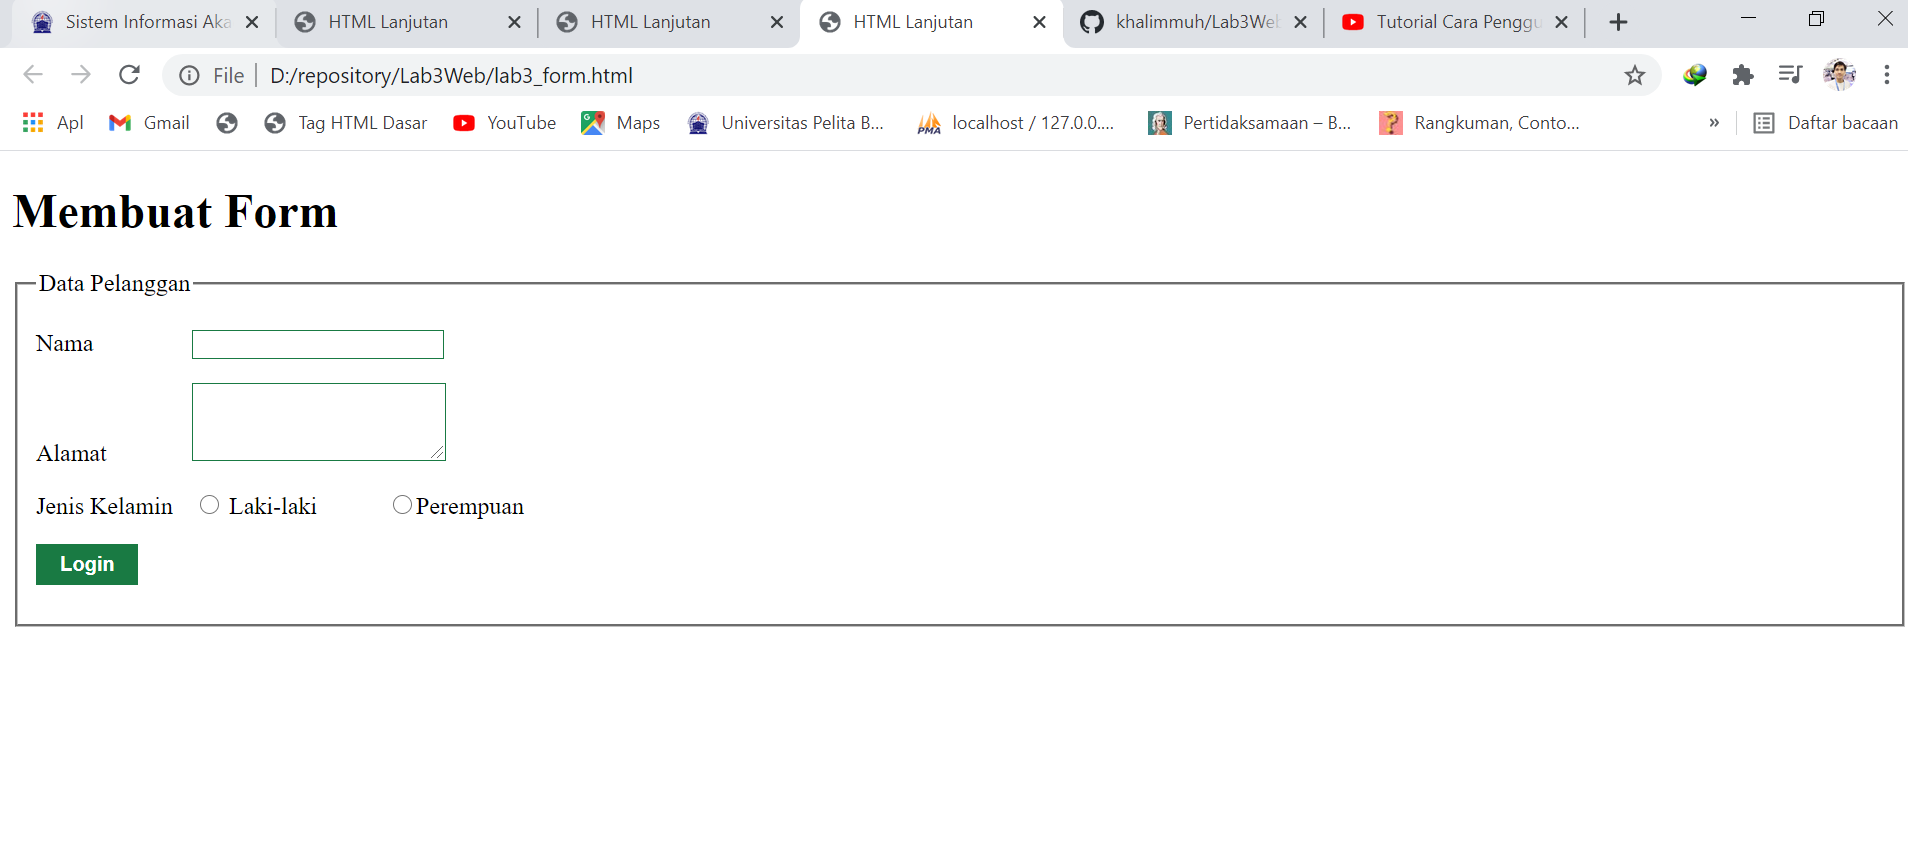 Sistem Informasi Aka
HTML Lanjutan
HTML Lanjutan
HTML Lanjutan
khalimmuh/Lab3Web
Tutorial Cara Penggu
File | D:/repository/Lab3Web/lab3_form.html
Apl
Gmail
Tag HTML Dasar
YouTube
Maps
Universitas Pelita B...
PMA
localhost / 127.0.0....
Pertidaksamaan – B...
Rangkuman, Conto...
»
Daftar bacaan
Membuat Form
Data Pelanggan
Nama
Alamat
Jenis Kelamin Laki-laki Perempuan
Login